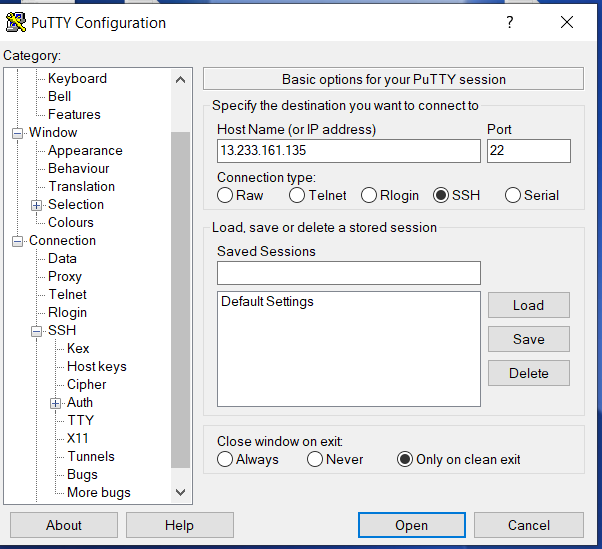 PuTTY Configuration
?
Category:
Keyboard
Bell
Features
Window
Appearance
Behaviour
Translation
Selection
Colours
Connection
Data
Proxy
Telnet
Rlogin
SSH
Kex
Host keys
Cipher
Auth
TTY
X11
Tunnels
Bugs
More bugs
Basic options for your PuTTY session
Specify the destination you want to connect to
Host Name (or IP address) Port
13.233.161.135 22
Connection type:
Raw Telnet Rlogin SSH Serial
Load, save or delete a stored session
Saved Sessions
Default Settings
Load
Save
Delete
Close window on exit:
Always Never Only on clean exit
About Help Open Cancel